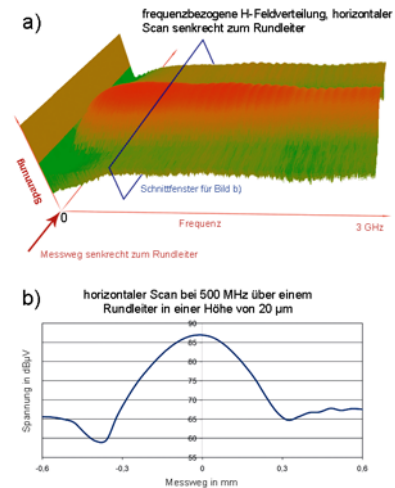 a)
frequenzbezogene H-Feldverteilung, horizontaler
Scan senkrecht zum Rundleiter
Spannung
Schnittfenster für Bild b)
0
Frequenz
3 GHz
Messweg senkrecht zum Rundleiter
b)
horizontaler Scan bei 500 MHz über einem
Rundleiter in einer Höhe von 20 µm
Spannung in dBµV
90
85
80
75
70
65
60
55
-0,6
-0,3
0
0,3
0,6
Messweg in mm